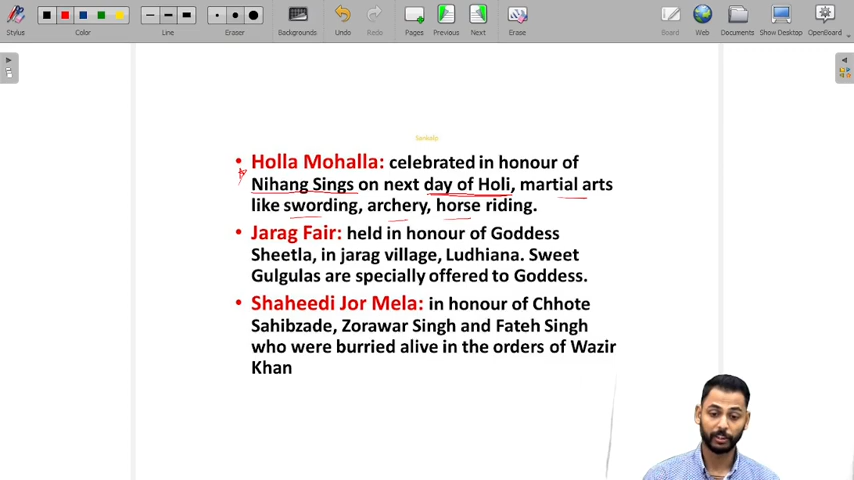 Stylus
Color
Line
Eraser
Backgrounds
Undo
Redo
Pages
Previous
Next
Erase
Board
Web
Documents
Show Desktop
OpenBoard
• Holla Mohalla: celebrated in honour of
Nihang Sings on next day of Holi, martial arts
like swording, archery, horse riding.
• Jarag Fair: held in honour of Goddess
Sheetla, in jarag village, Ludhiana. Sweet
Gulgulas are specially offered to Goddess.
• Shaheedi Jor Mela: in honour of Chhote
Sahibzade, Zorawar Singh and Fateh Singh
who were burried alive in the orders of Wazir
Khan